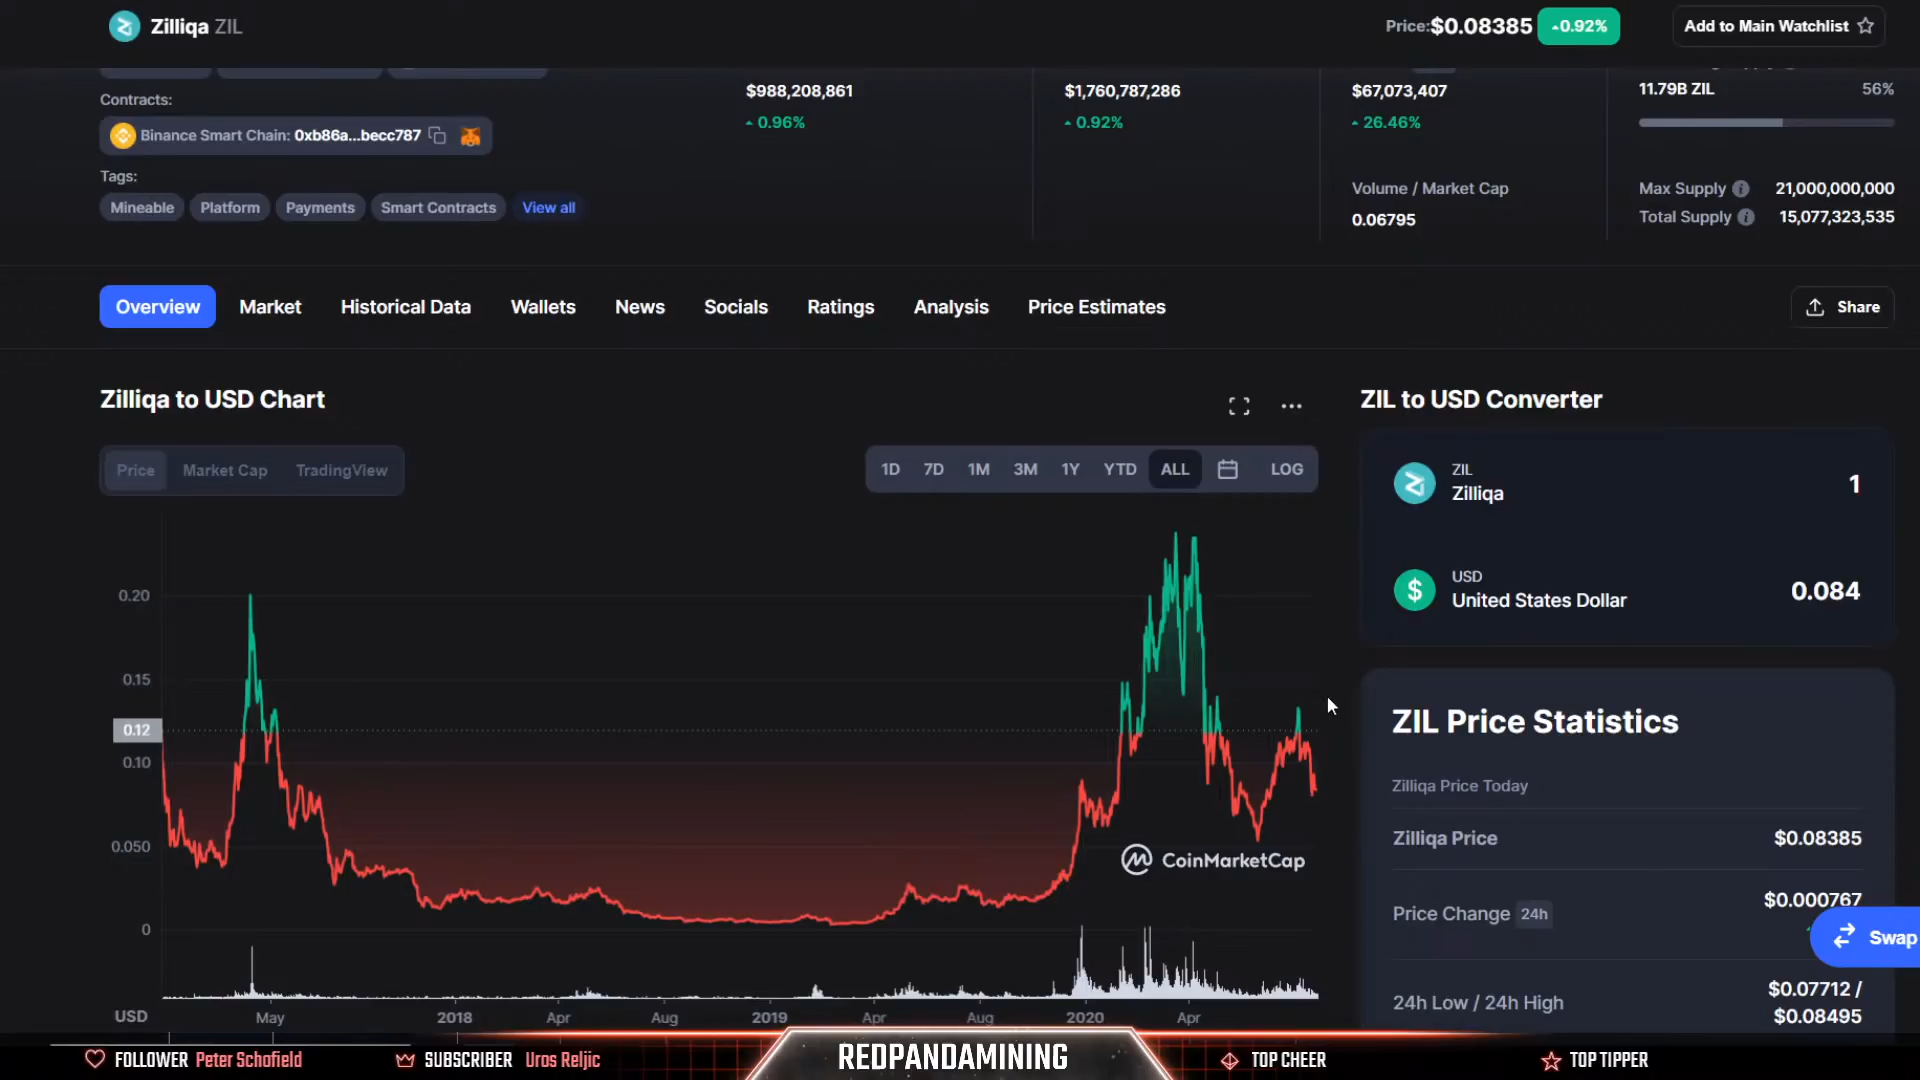 Zilliqa ZIL
Price:$0.08385
0.92%
Add to Main Watchlist
Contracts:
Binance Smart Chain: 0xb86a...becc787
Tags:
Mineable
Platform
Payments
Smart Contracts
View all
$988,208,861
0.96%
$1,760,787,286
0.92%
$67,073,407
26.46%
Volume / Market Cap
0.06795
11.79B ZIL
56%
Max Supply
21,000,000,000
Total Supply
15,077,323,535
Overview
Market
Historical Data
Wallets
News
Socials
Ratings
Analysis
Price Estimates
Share
Zilliqa to USD Chart
Price
Market Cap
TradingView
1D
7D
1M
3M
1Y
YTD
ALL
LOG
0.20
0.15
0.12
0.10
0.050
0
CoinMarketCap
USD
May
2018
Apr
Aug
2019
Apr
Aug
2020
Apr
ZIL to USD Converter
ZIL
Zilliqa
1
USD
United States Dollar
0.084
ZIL Price Statistics
Zilliqa Price Today
Zilliqa Price
$0.08385
Price Change 24h
$0.000767
Swap
24h Low / 24h High
$0.07712 /
$0.08495
FOLLOWER Peter Schofield
SUBSCRIBER Uros Reljic
REDPANDAMINING
TOP CHEER
TOP TIPPER